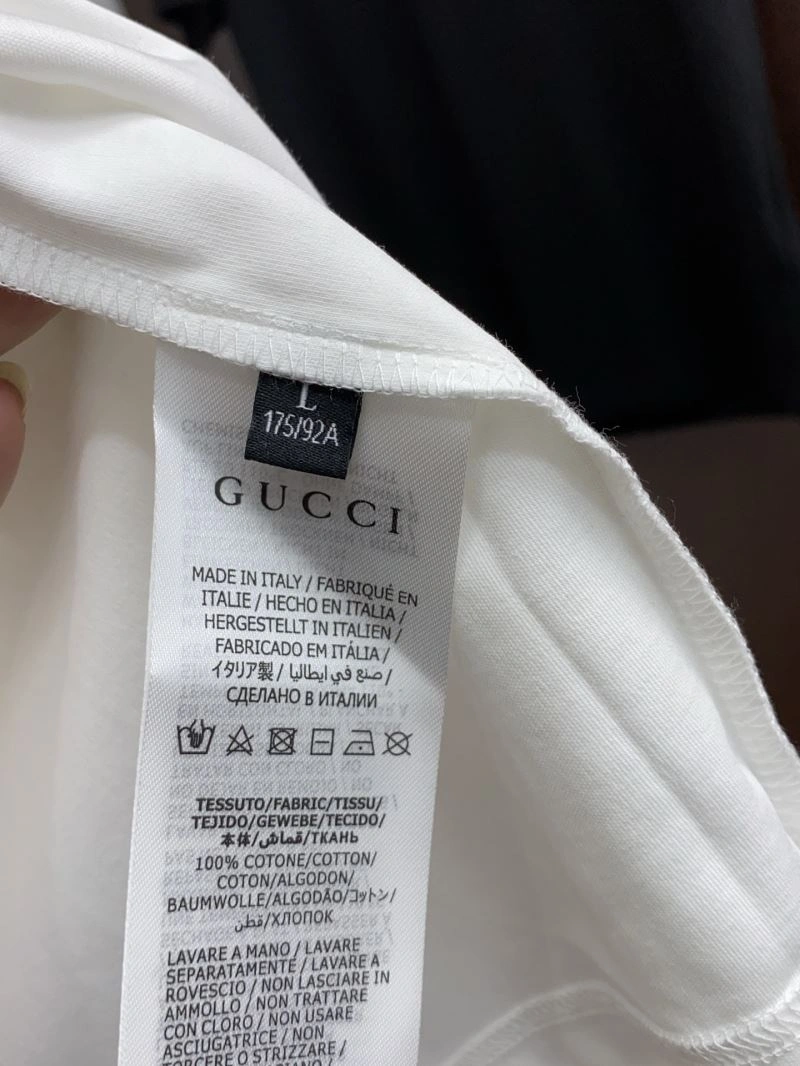 L
175/92A
GUCCI
MADE IN ITALY / FABRIQUÉ EN
ITALIE / HECHO EN ITALIA /
HERGESTELLT IN ITALIEN /
FABRICADO EM ITÁLIA /
イタリア製 / صنع في ايطاليا /
СДЕЛАНО В ИТАЛИИ
TESSUTO/FABRIC/TISSU/
TEJIDO/GEWEBE/TECIDO/
本体/قماش/ТКАНЬ
100% COTONE/COTTON/
COTON/ALGODON/
BAUMWOLLE/ALGODÃO/コットン/
قطن/ХЛОПОК
LAVARE A MANO / LAVARE
SEPARATAMENTE / LAVARE A
ROVESCIO / NON LASCIARE IN
AMMOLLO / NON TRATTARE
CON CLORO / NON USARE
ASCIUGATRICE / NON
TORCERE O STRIZZARE /